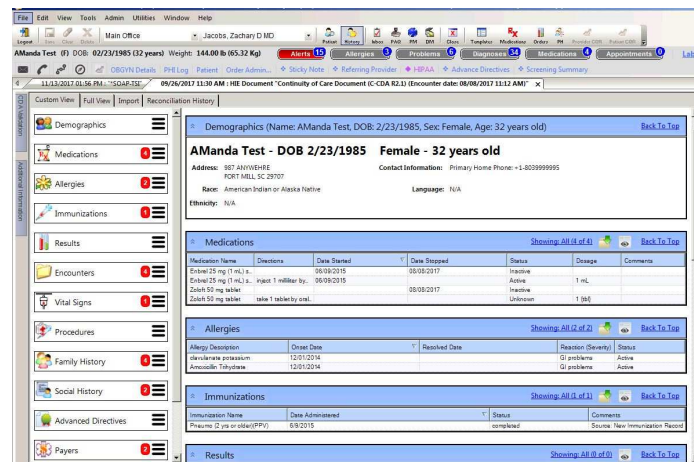 File Edit View Tools Admin Utilities Window Help
Main Office Jacobs, Zachary D MD
Logout Save Clear Delete Patient History Inbox PAQ PM DM Close Templates Medications Orders PM
AManda Test (F) DOB: 02/23/1985 (32 years) Weight: 144.00 lb (65.32 Kg) Alerts 15 Allergies 3 Problems 6 Diagnoses 34 Medications 4 Appointments 0 Lab
OBGYN Details PHI Log Patient Order Admin... Sticky Note Referring Provider HIPAA Advance Directives Screening Summary
11/13/2017 01:56 PM : "*SOAP-TSI" 09/26/2017 11:30 AM : HIE Document "Continuity of Care Document (C-CDA R2.1) (Encounter date: 08/08/2017 11:12 AM)" x
Custom View Full View Import Reconciliation History
CDA Validation
Additional Information
Demographics
Medications 4
Allergies 2
Immunizations 1
Results
Encounters 4
Vital Signs 1
Procedures
Family History 4
Social History 2
Advanced Directives
Payers 2
Demographics (Name: AManda Test, DOB: 2/23/1985, Sex: Female, Age: 32 years old) Back To Top
AManda Test - DOB 2/23/1985 Female - 32 years old
Address: 987 ANYWEHRE Contact Information: Primary Home Phone: +1-8039999995
FORT MILL, SC 29707
Race: American Indian or Alaska Native Language: N/A
Ethnicity: N/A
Medications Showing: All (4 of 4) Back To Top
Medication Name Directions Date Started Date Stopped Status Dosage Comments
Enbrel 25 mg (1 mL) s.. 06/09/2015 08/08/2017 Inactive
Enbrel 25 mg (1 mL) s.. inject 1 milliliter by.. 06/09/2015 Active 1 mL
Zoloft 50 mg tablet 08/08/2017 Inactive
Zoloft 50 mg tablet take 1 tablet by oral.. Unknown 1 (tbl)
Allergies Showing: All (2 of 2) Back To Top
Allergy Description Onset Date Resolved Date Reaction (Severity) Status
clavulanate potassium 12/01/2014 GI problems Active
Amoxicillin Trihydrate 12/01/2014 GI problems Active
Immunizations Showing: All (1 of 1) Back To Top
Immunization Name Date Administered Status Comments
Pneumo (2 yrs or older)(PPV) 6/9/2015 completed Source: New Immunization Record
Results Showing: All (0 of 0) Back To Top